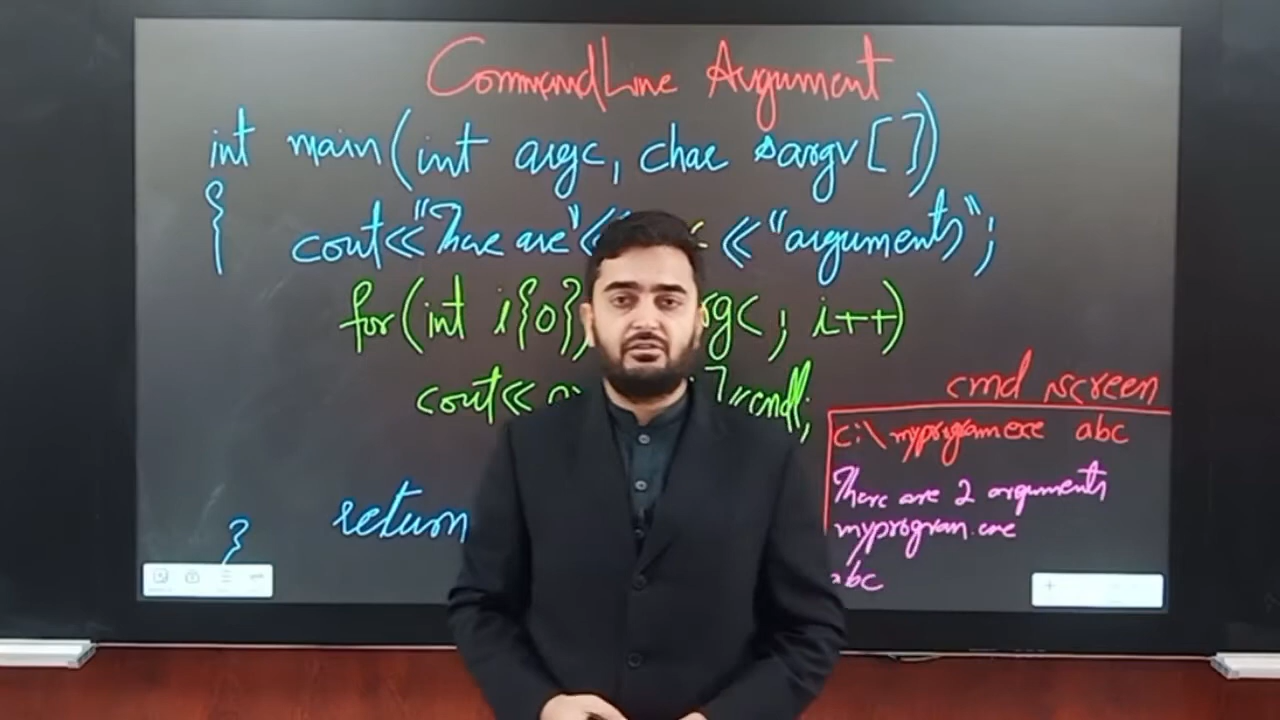 CommandLine Argument
int main(int argc, char *argv[])
{
cout<<"There are"<< << "arguments";
for(int i{0}; argc; i++)
cout<< <<endl;
return
}
cmd screen
c:\myprogram.exe abc
There are 2 arguments
myprogram.exe
abc